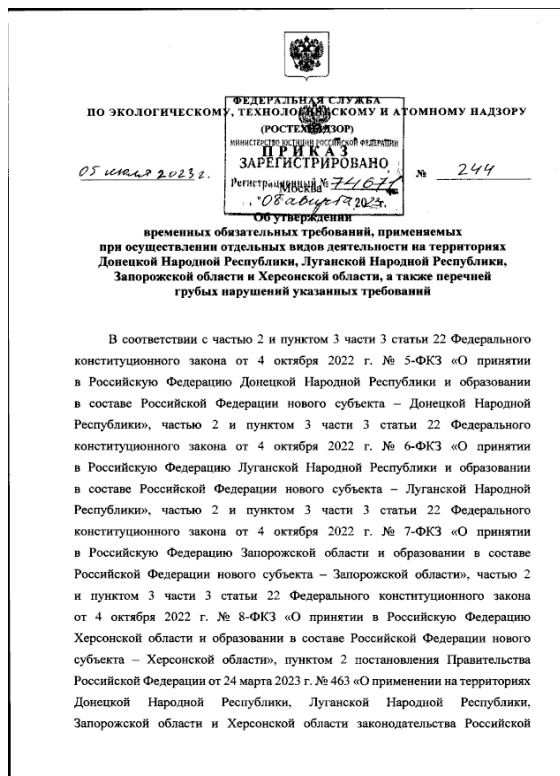 ФЕДЕРАЛЬНАЯ СЛУЖБА
ПО ЭКОЛОГИЧЕСКОМУ, ТЕХНОЛОГИЧЕСКОМУ И АТОМНОМУ НАДЗОРУ
(РОСТЕХНАДЗОР)
МИНИСТЕРСТВО ЮСТИЦИИ РОССИЙСКОЙ ФЕДЕРАЦИИ
ПРИКАЗ
ЗАРЕГИСТРИРОВАНО
05 июля 2023 г. № 244
Регистрационный № 74671
Москва
"08 августа 2023г.
Об утверждении
временных обязательных требований, применяемых
при осуществлении отдельных видов деятельности на территориях
Донецкой Народной Республики, Луганской Народной Республики,
Запорожской области и Херсонской области, а также перечней
грубых нарушений указанных требований
В соответствии с частью 2 и пунктом 3 части 3 статьи 22 Федерального
конституционного закона от 4 октября 2022 г. № 5-ФКЗ «О принятии
в Российскую Федерацию Донецкой Народной Республики и образовании
в составе Российской Федерации нового субъекта – Донецкой Народной
Республики», частью 2 и пунктом 3 части 3 статьи 22 Федерального
конституционного закона от 4 октября 2022 г. № 6-ФКЗ «О принятии
в Российскую Федерацию Луганской Народной Республики и образовании
в составе Российской Федерации нового субъекта – Луганской Народной
Республики», частью 2 и пунктом 3 части 3 статьи 22 Федерального
конституционного закона от 4 октября 2022 г. № 7-ФКЗ «О принятии
в Российскую Федерацию Запорожской области и образовании в составе
Российской Федерации нового субъекта – Запорожской области», частью 2
и пунктом 3 части 3 статьи 22 Федерального конституционного закона
от 4 октября 2022 г. № 8-ФКЗ «О принятии в Российскую Федерацию
Херсонской области и образовании в составе Российской Федерации нового
субъекта – Херсонской области», пунктом 2 постановления Правительства
Российской Федерации от 24 марта 2023 г. № 463 «О применении на территориях
Донецкой Народной Республики, Луганской Народной Республики,
Запорожской области и Херсонской области законодательства Российской